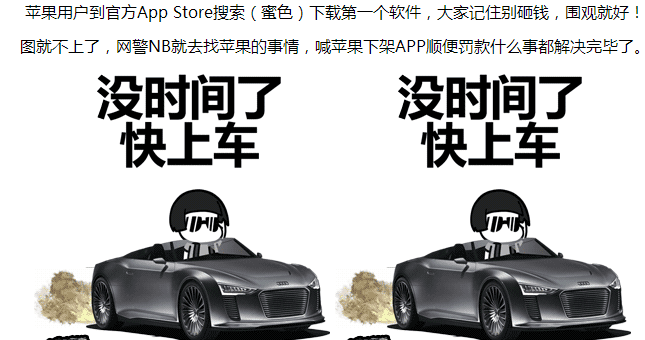 苹果用户到官方App Store搜索（蜜色）下载第一个软件，大家记住别砸钱，围观就好！
图就不上了，网警NB就去找苹果的事情，喊苹果下架APP顺便罚款什么事都解决完毕了。
没时间了 没时间了
快上车 快上车